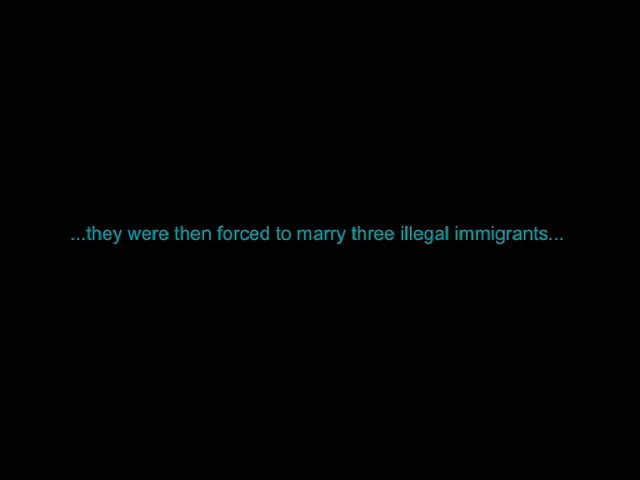 ...they were then forced to marry three illegal immigrants...